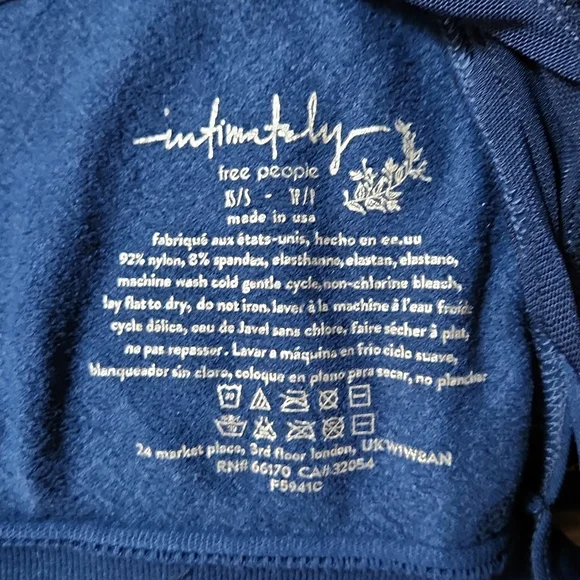 intimately
free people
XS/S - TP/P
made in usa
fabriqué aux états-unis, hecho en ee.uu
92% nylon, 8% spandex, elasthanne, elastan, elastano,
machine wash cold gentle cycle, non-chlorine bleach,
lay flat to dry, do not iron. laver à la machine à l'eau froide
cycle délica, eau de Javel sans chlore, faire sécher à plat,
no pas repasser. Lavar a máquina en frio ciclo suave,
blanqueador sin cloro, coloque en plano para secar, no planchar
24 market place, 3rd floor london, UKW1W8AN
RN# 66170 CA# 32054
F5941C